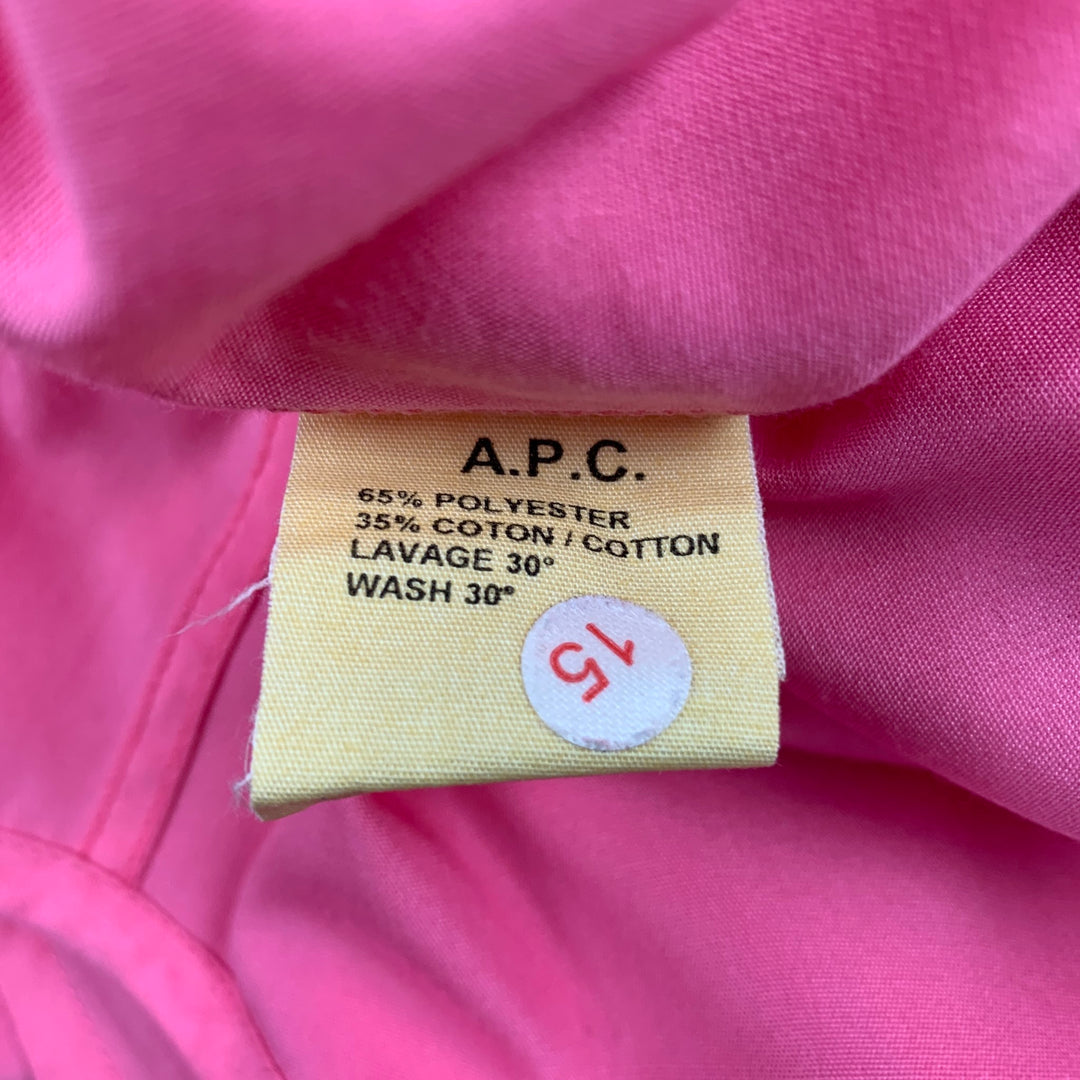 A.P.C.
65% POLYESTER
35% COTON / COTTON
LAVAGE 30°
WASH 30°
15